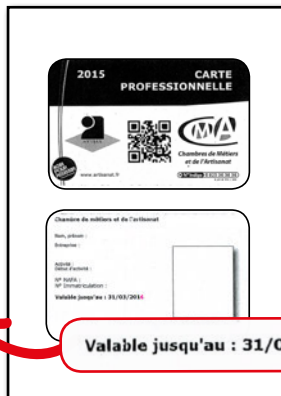 2015 CARTE
PROFESSIONNELLE
ARTISAN
CMA
Chambres de Métiers
et de l'Artisanat
www.artisanat.fr
Chambre de métiers et de l'artisanat
Nom, prénom :
Entreprise :
Activité :
Début d'activité :
N° NAFA :
N° Immatriculation :
Valable jusqu'au : 31/03/2016
Valable jusqu'au : 31/0